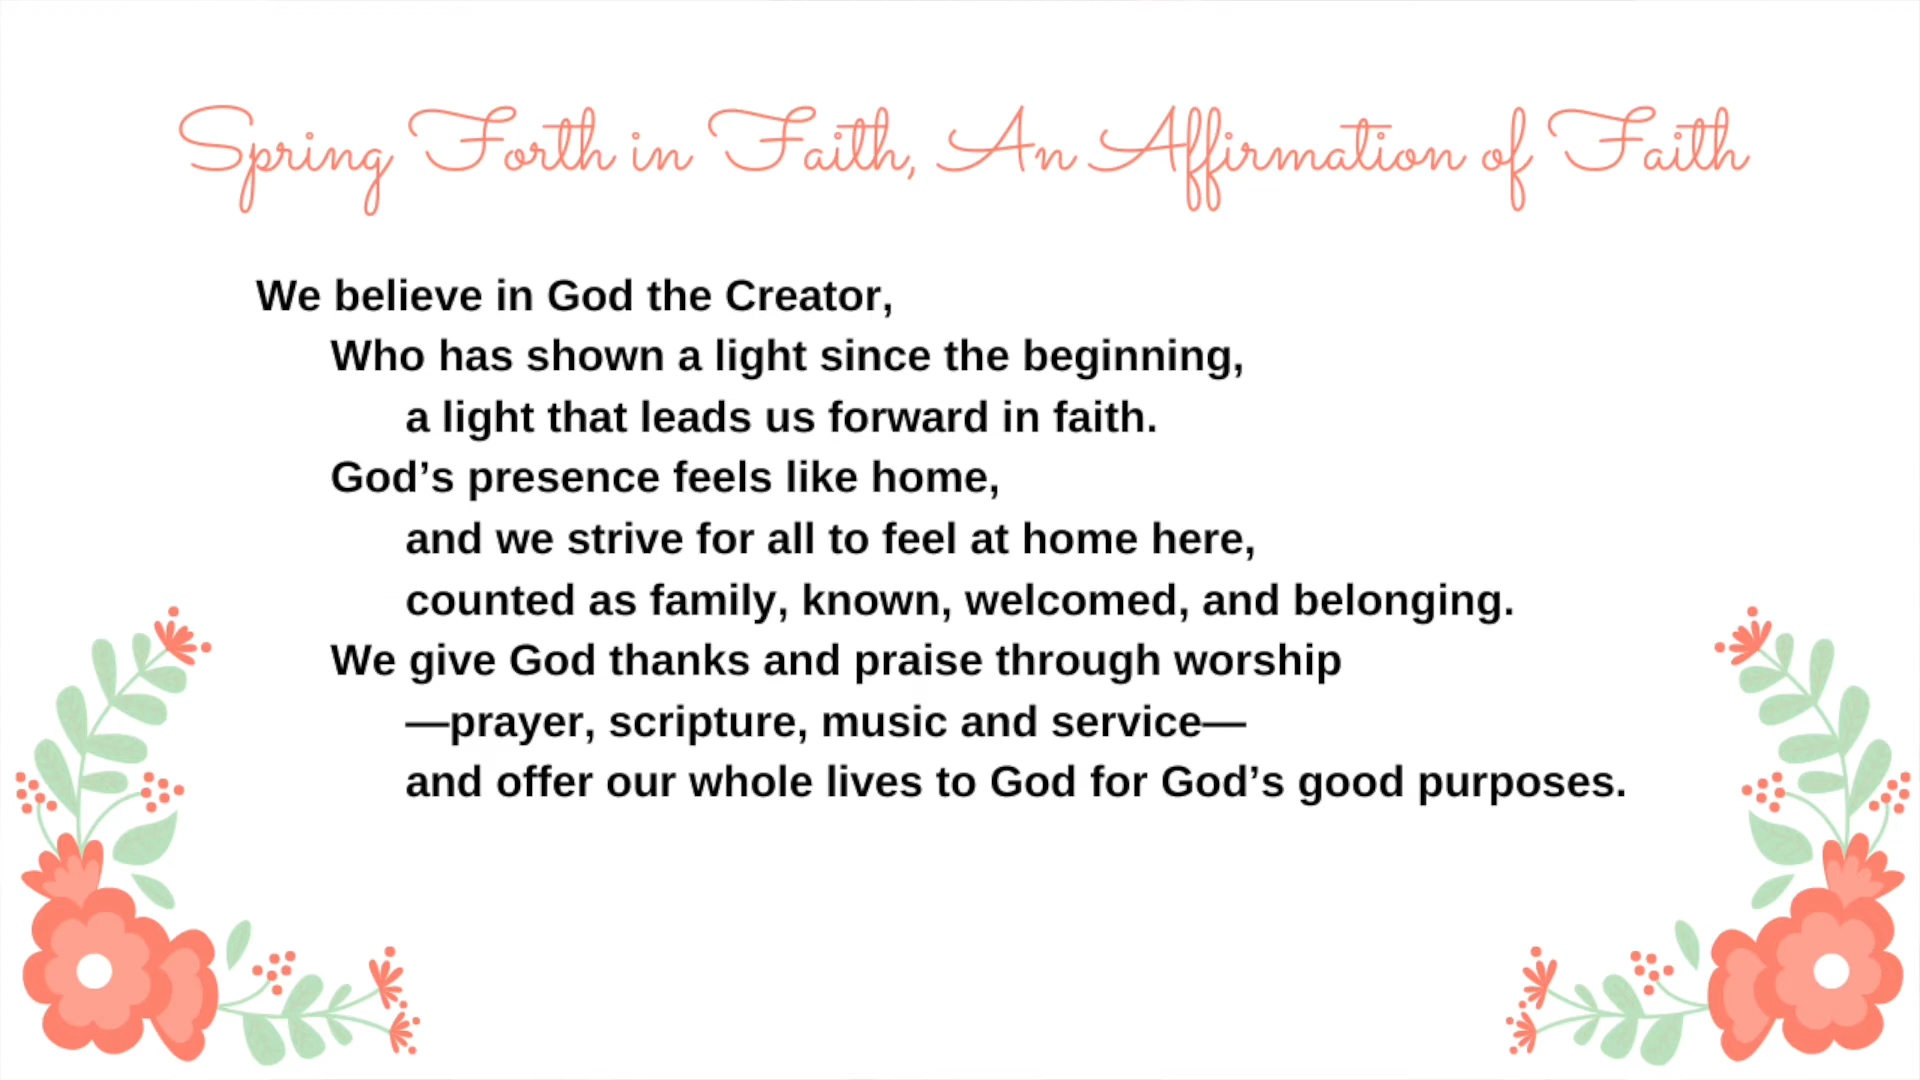 Spring Forth in Faith, An Affirmation of Faith
We believe in God the Creator,
Who has shown a light since the beginning,
a light that leads us forward in faith.
God’s presence feels like home,
and we strive for all to feel at home here,
counted as family, known, welcomed, and belonging.
We give God thanks and praise through worship
—prayer, scripture, music and service—
and offer our whole lives to God for God’s good purposes.